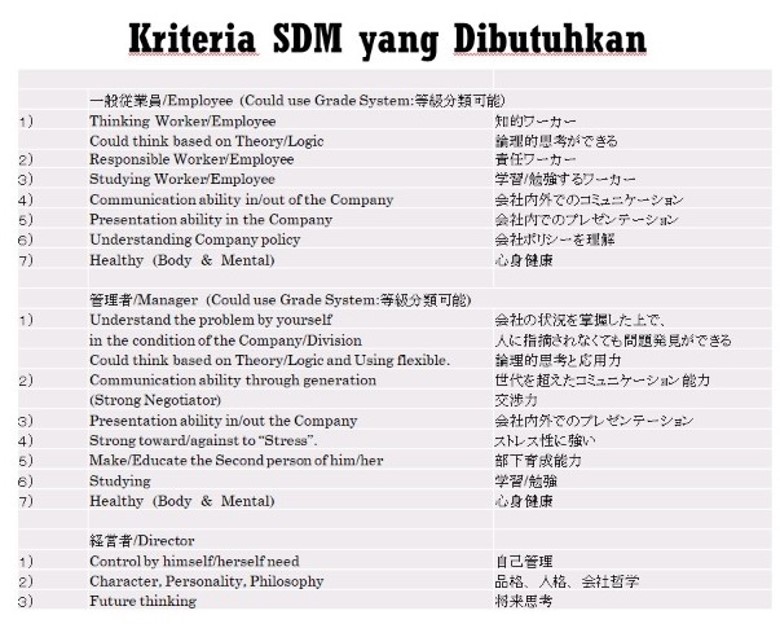 Kriteria SDM yang Dibutuhkan
一般従業員/Employee (Could use Grade System:等級分類可能)
1) Thinking Worker/Employee 知的ワーカー
Could think based on Theory/Logic 論理的思考ができる
2) Responsible Worker/Employee 責任ワーカー
3) Studying Worker/Employee 学習/勉強するワーカー
4) Communication ability in/out of the Company 会社内外でのコミュニケーション
5) Presentation ability in the Company 会社内でのプレゼンテーション
6) Understanding Company policy 会社ポリシーを理解
7) Healthy (Body & Mental) 心身健康
管理者/Manager (Could use Grade System:等級分類可能)
1) Understand the problem by yourself 会社の状況を掌握した上で、
in the condition of the Company/Division 人に指摘されなくても問題発見ができる
Could think based on Theory/Logic and Using flexible. 論理的思考と応用力
2) Communication ability through generation 世代を超えたコミュニケーション能力
(Strong Negotiator) 交渉力
3) Presentation ability in/out the Company 会社内外でのプレゼンテーション
4) Strong toward/against to “Stress”. ストレス性に強い
5) Make/Educate the Second person of him/her 部下育成能力
6) Studying 学習/勉強
7) Healthy (Body & Mental) 心身健康
経営者/Director
1) Control by himself/herself need 自己管理
2) Character, Personality, Philosophy 品格、人格、会社哲学
3) Future thinking 将来思考